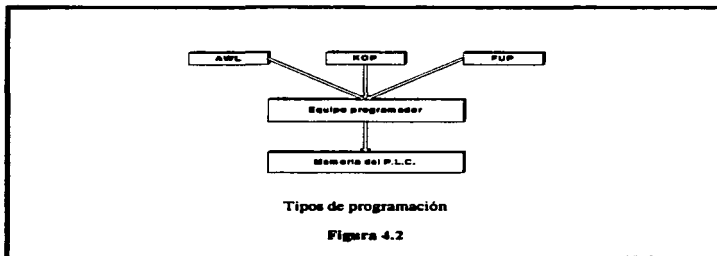 AWL KOP FUP
Equipo programador
Memoria del P.L.C.
Tipos de programación
Figura 4.2